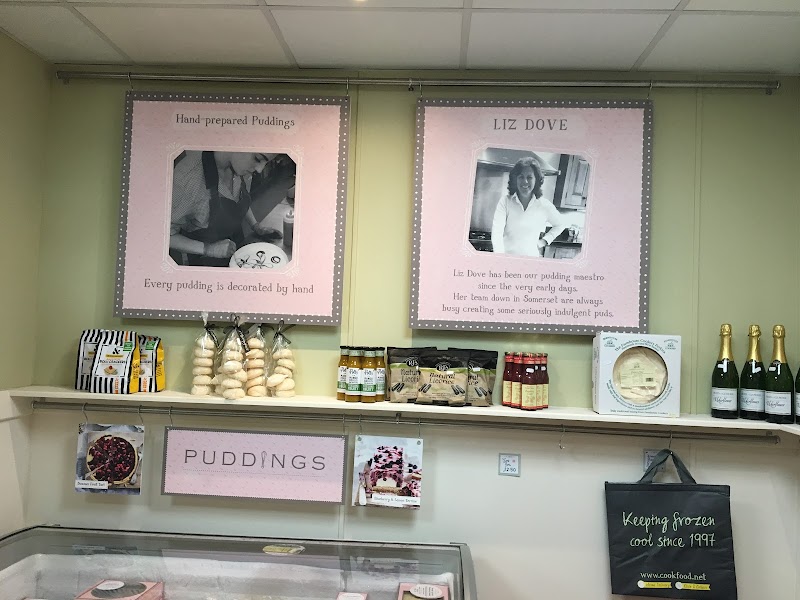 Hand-prepared Puddings
Every pudding is decorated by hand
LIZ DOVE
Liz Dove has been our pudding maestro
since the very early days.
Her team down in Somerset are always
busy creating some seriously indulgent puds.
PUDDINGS
Keeping frozen
cool since 1997
www.cookfood.net